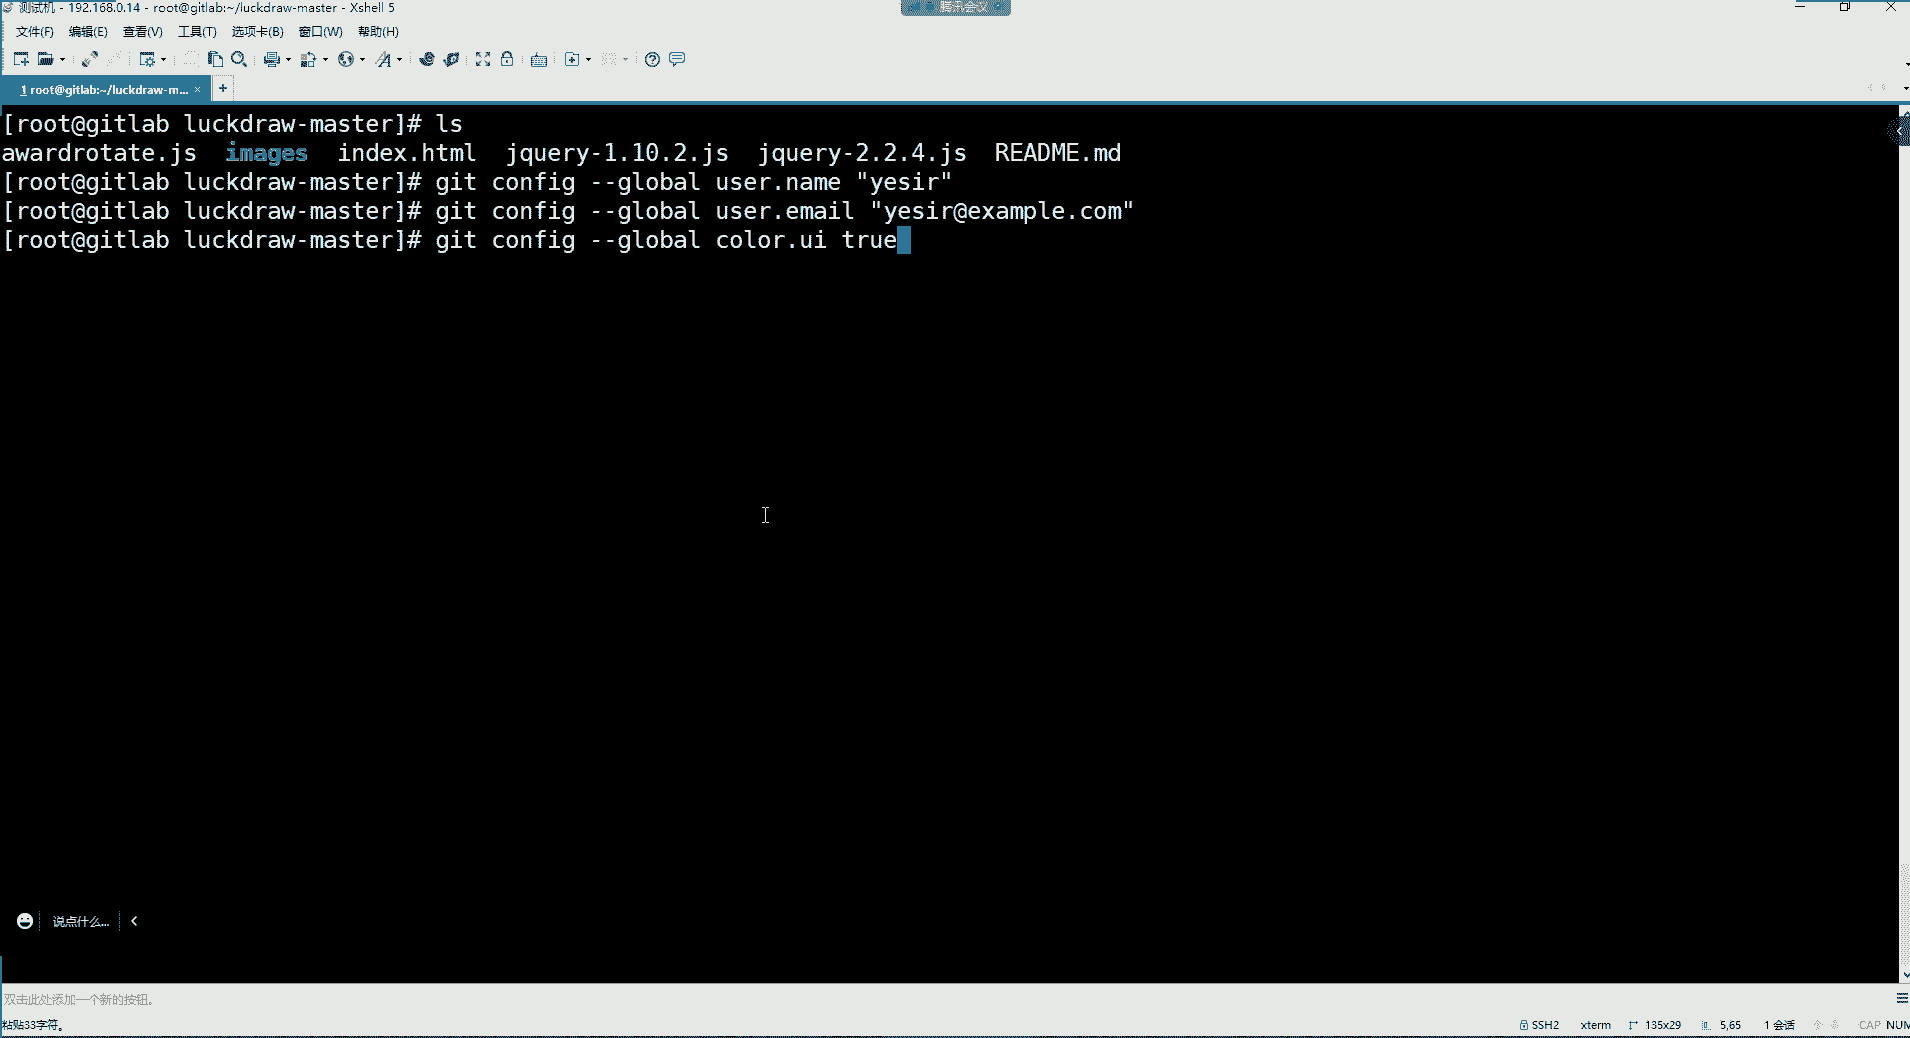 测试机 - 192.168.0.14 - root@gitlab:~/luckdraw-master - Xshell 5
腾讯会议
文件(F) 编辑(E) 查看(V) 工具(T) 选项卡(B) 窗口(W) 帮助(H)
1 root@gitlab:~/luckdraw-m... × +
[root@gitlab luckdraw-master]# ls
awardrotate.js images index.html jquery-1.10.2.js jquery-2.2.4.js README.md
[root@gitlab luckdraw-master]# git config --global user.name "yesir"
[root@gitlab luckdraw-master]# git config --global user.email "yesir@example.com"
[root@gitlab luckdraw-master]# git config --global color.ui true
说点什么...
双击此处添加一个新的按钮。
粘贴33字符。
SSH2 xterm 135x29 5,65 1 会话 CAP NUM